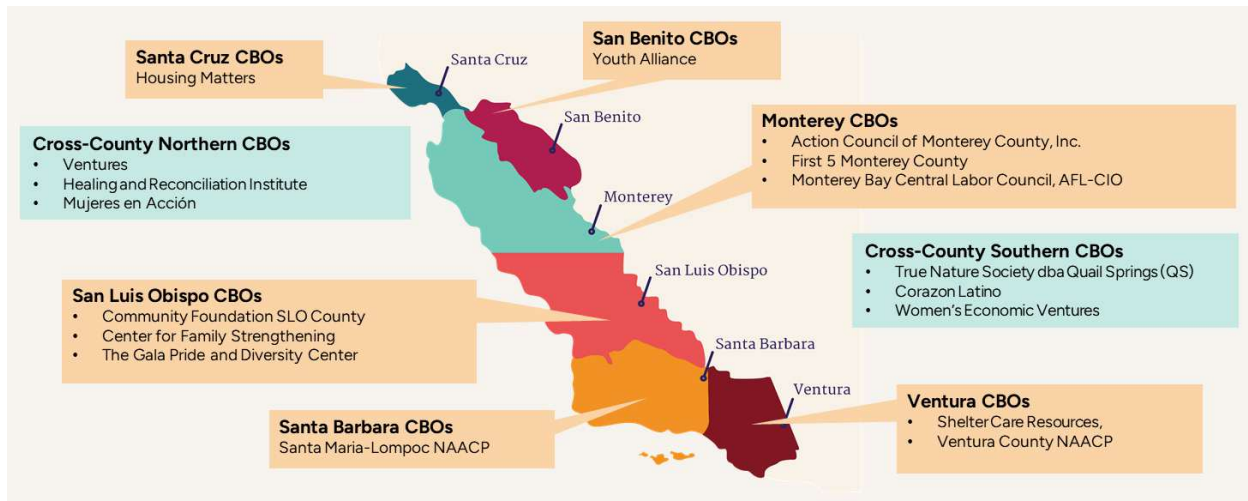 Santa Cruz CBOs
Housing Matters
San Benito CBOs
Youth Alliance
Santa Cruz
San Benito
Monterey
San Luis Obispo
Santa Barbara
Ventura
Cross-County Northern CBOs
• Ventures
• Healing and Reconciliation Institute
• Mujeres en Acción
Monterey CBOs
• Action Council of Monterey County, Inc.
• First 5 Monterey County
• Monterey Bay Central Labor Council, AFL-CIO
Cross-County Southern CBOs
• True Nature Society dba Quail Springs (QS)
• Corazon Latino
• Women's Economic Ventures
San Luis Obispo CBOs
• Community Foundation SLO County
• Center for Family Strengthening
• The Gala Pride and Diversity Center
Santa Barbara CBOs
Santa Maria-Lompoc NAACP
Ventura CBOs
• ShelterCare Resources,
• Ventura County NAACP